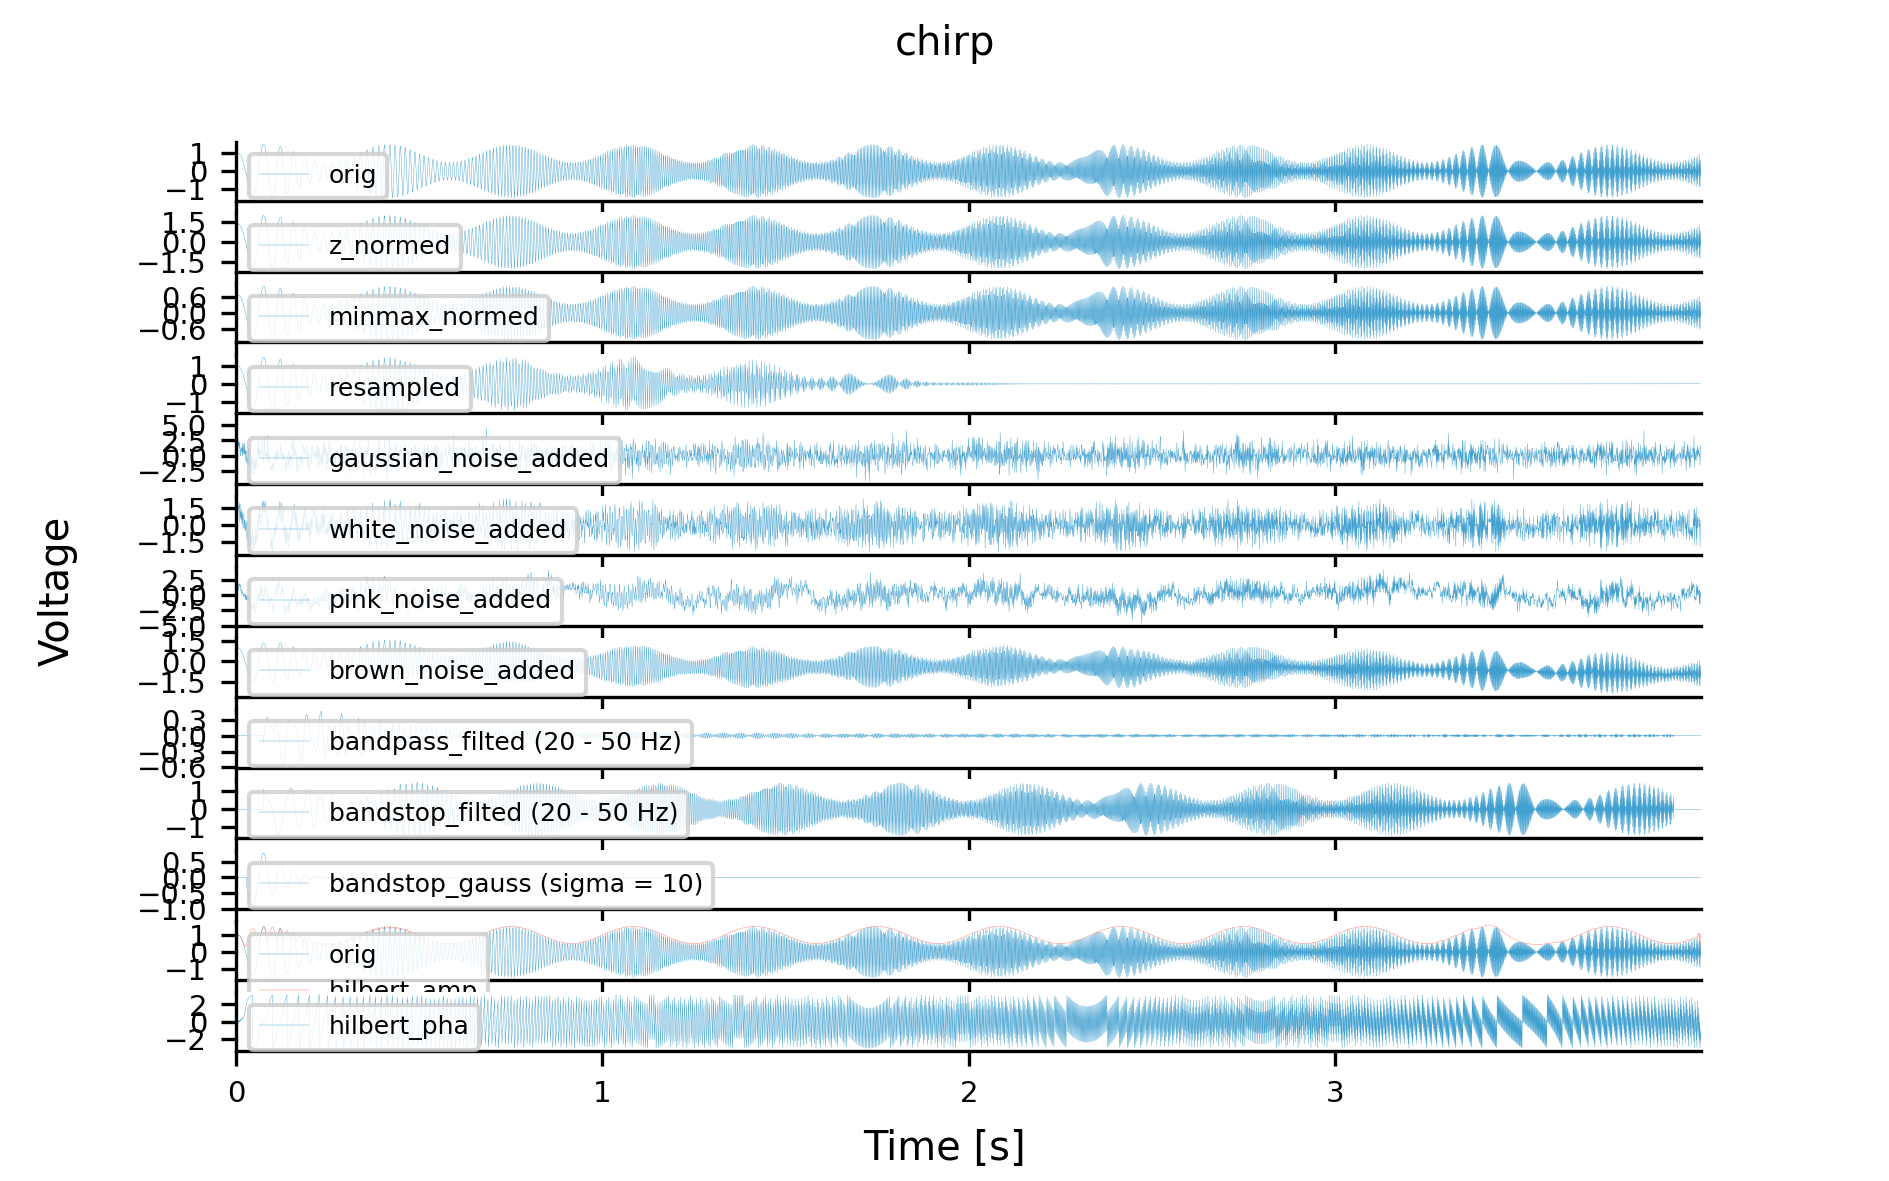 chirp
Voltage
1
0
−1
orig
1.5
0.0
−1.5
z_normed
0.6
0.0
−0.6
minmax_normed
1
0
−1
resampled
5.0
2.5
0.0
−2.5
gaussian_noise_added
1.5
0.0
−1.5
white_noise_added
2.5
0.0
−2.5
−5.0
pink_noise_added
1.5
0.0
−1.5
brown_noise_added
0.3
0.0
−0.3
−0.6
bandpass_filted (20 - 50 Hz)
1
0
−1
bandstop_filted (20 - 50 Hz)
0.5
0.0
−0.5
−1.0
bandstop_gauss (sigma = 10)
1
0
−1
orig
hilbert_amp
2
0
−2
hilbert_pha
0 1 2 3
Time [s]